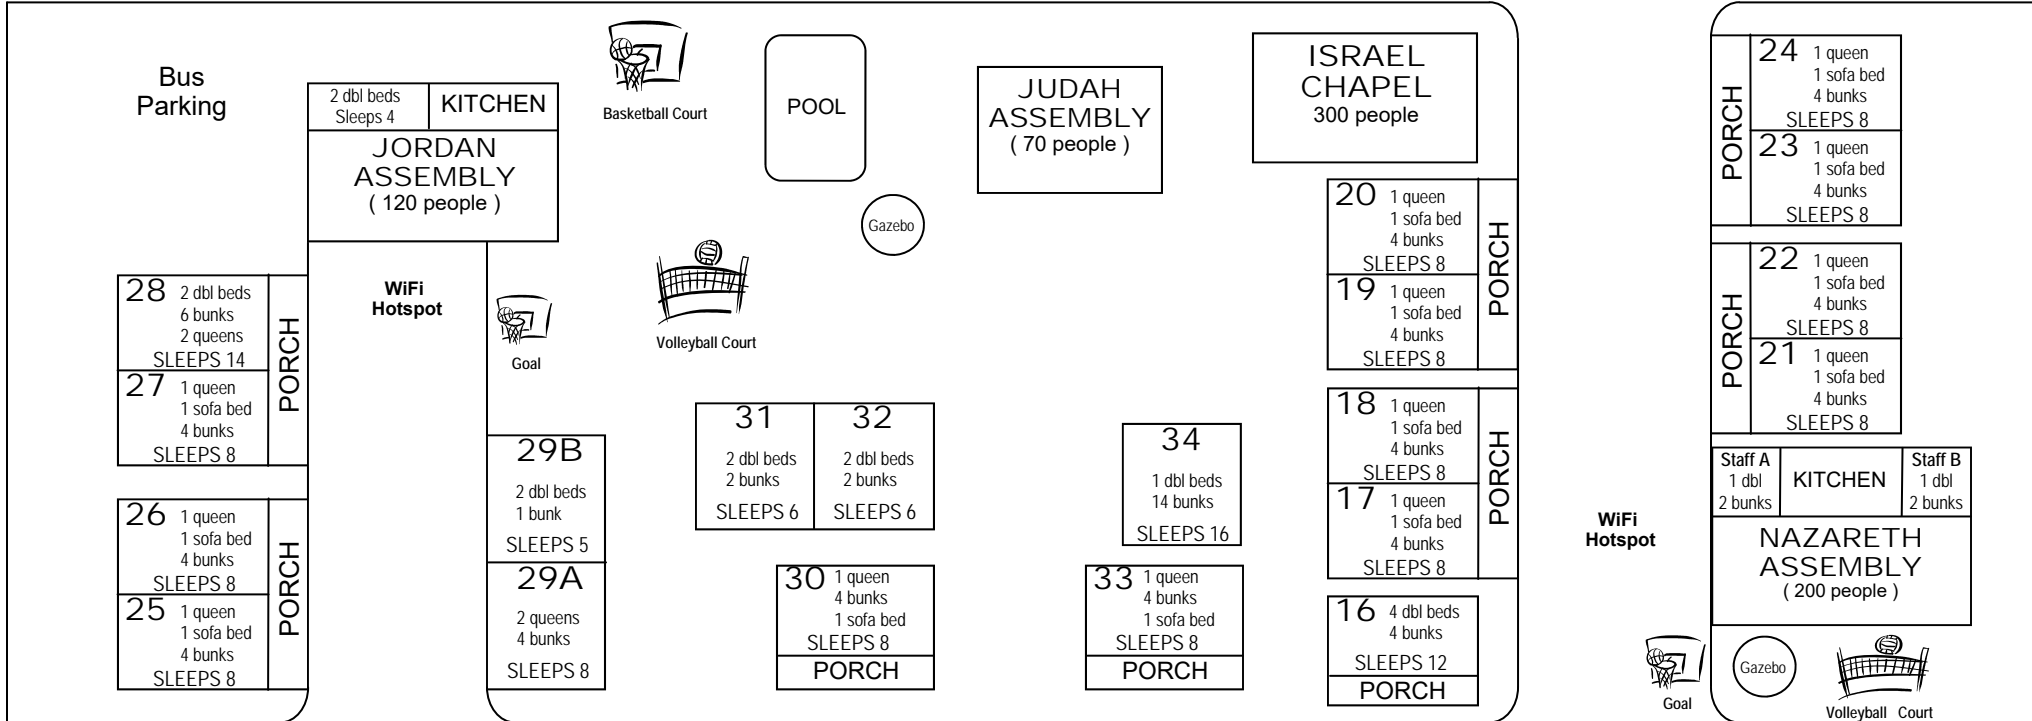 Bus
Parking
2 dbl beds
Sleeps 4
KITCHEN
JORDAN
ASSEMBLY
( 120 people )
Basketball Court
POOL
Gazebo
JUDAH
ASSEMBLY
( 70 people )
ISRAEL
CHAPEL
300 people
WiFi
Hotspot
Goal
Volleyball Court
28
2 dbl beds
6 bunks
2 queens
SLEEPS 14
27
1 queen
1 sofa bed
4 bunks
SLEEPS 8
PORCH
26
1 queen
1 sofa bed
4 bunks
SLEEPS 8
25
1 queen
1 sofa bed
4 bunks
SLEEPS 8
PORCH
29B
2 dbl beds
1 bunk
SLEEPS 5
29A
2 queens
4 bunks
SLEEPS 8
31
2 dbl beds
2 bunks
SLEEPS 6
32
2 dbl beds
2 bunks
SLEEPS 6
30
1 queen
4 bunks
1 sofa bed
SLEEPS 8
PORCH
34
1 dbl beds
14 bunks
SLEEPS 16
33
1 queen
4 bunks
1 sofa bed
SLEEPS 8
PORCH
20
1 queen
1 sofa bed
4 bunks
SLEEPS 8
19
1 queen
1 sofa bed
4 bunks
SLEEPS 8
PORCH
18
1 queen
1 sofa bed
4 bunks
SLEEPS 8
17
1 queen
1 sofa bed
4 bunks
SLEEPS 8
PORCH
16
4 dbl beds
4 bunks
SLEEPS 12
PORCH
WiFi
Hotspot
24
1 queen
1 sofa bed
4 bunks
SLEEPS 8
23
1 queen
1 sofa bed
4 bunks
SLEEPS 8
PORCH
22
1 queen
1 sofa bed
4 bunks
SLEEPS 8
21
1 queen
1 sofa bed
4 bunks
SLEEPS 8
PORCH
Staff A
1 dbl
2 bunks
KITCHEN
Staff B
1 dbl
2 bunks
NAZARETH
ASSEMBLY
( 200 people )
Goal
Gazebo
Volleyball Court